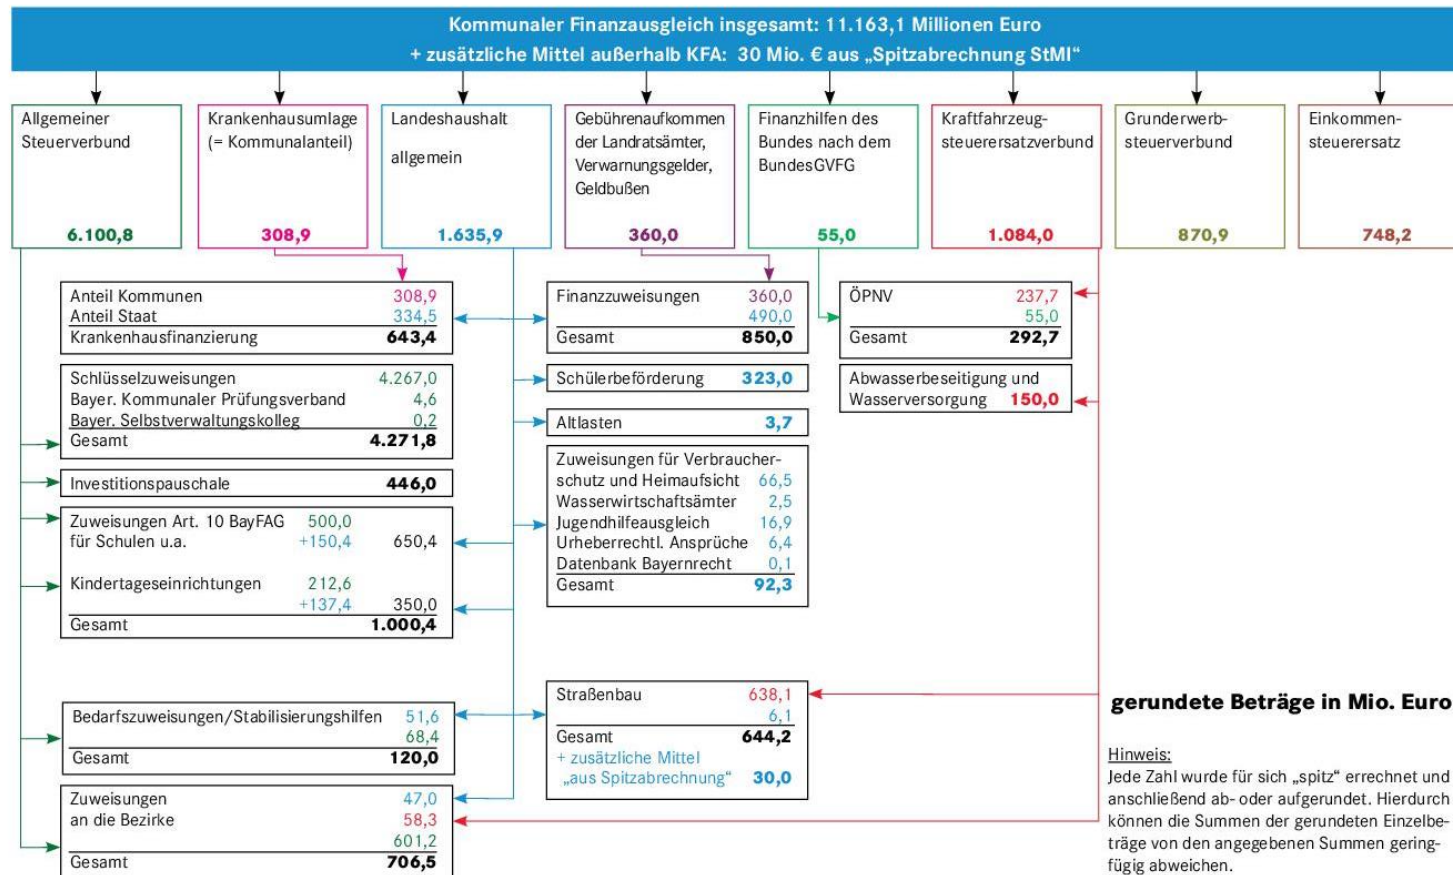 Kommunaler Finanzausgleich insgesamt: 11.163,1 Millionen Euro
+ zusätzliche Mittel außerhalb KFA: 30 Mio. € aus „Spitzabrechnung StMI“
Allgemeiner
Steuerverbund
6.100,8
Krankenhausumlage
(= Kommunalanteil)
308,9
Landeshaushalt
allgemein
1.635,9
Gebührenaufkommen
der Landratsämter,
Verwarnungsgelder,
Geldbußen
360,0
Finanzhilfen des
Bundes nach dem
BundesGVFG
55,0
Kraftfahrzeug-
steuerersatzverbund
1.084,0
Grunderwerb-
steuerverbund
870,9
Einkommen-
steuerersatz
748,2
Anteil Kommunen 308,9
Anteil Staat 334,5
Krankenhausfinanzierung 643,4
Schlüsselzuweisungen 4.267,0
Bayer. Kommunaler Prüfungsverband 4,6
Bayer. Selbstverwaltungskolleg 0,2
Gesamt 4.271,8
Investitionspauschale 446,0
Zuweisungen Art. 10 BayFAG 500,0
für Schulen u.a. +150,4 650,4
Kindertageseinrichtungen 212,6
+137,4 350,0
Gesamt 1.000,4
Bedarfszuweisungen/Stabilisierungshilfen 51,6
68,4
Gesamt 120,0
Zuweisungen 47,0
an die Bezirke 58,3
601,2
Gesamt 706,5
Finanzzuweisungen 360,0
490,0
Gesamt 850,0
Schülerbeförderung 323,0
Altlasten 3,7
Zuweisungen für Verbraucher-
schutz und Heimaufsicht 66,5
Wasserwirtschaftsämter 2,5
Jugendhilfeausgleich 16,9
Urheberrechtl. Ansprüche 6,4
Datenbank Bayernrecht 0,1
Gesamt 92,3
Straßenbau 638,1
6,1
Gesamt 644,2
+ zusätzliche Mittel
„aus Spitzabrechnung“ 30,0
ÖPNV 237,7
55,0
Gesamt 292,7
Abwasserbeseitigung und
Wasserversorgung 150,0
gerundete Beträge in Mio. Euro
Hinweis:
Jede Zahl wurde für sich „spitz“ errechnet und
anschließend ab- oder aufgerundet. Hierdurch
können die Summen der gerundeten Einzelbe-
träge von den angegebenen Summen gering-
fügig abweichen.